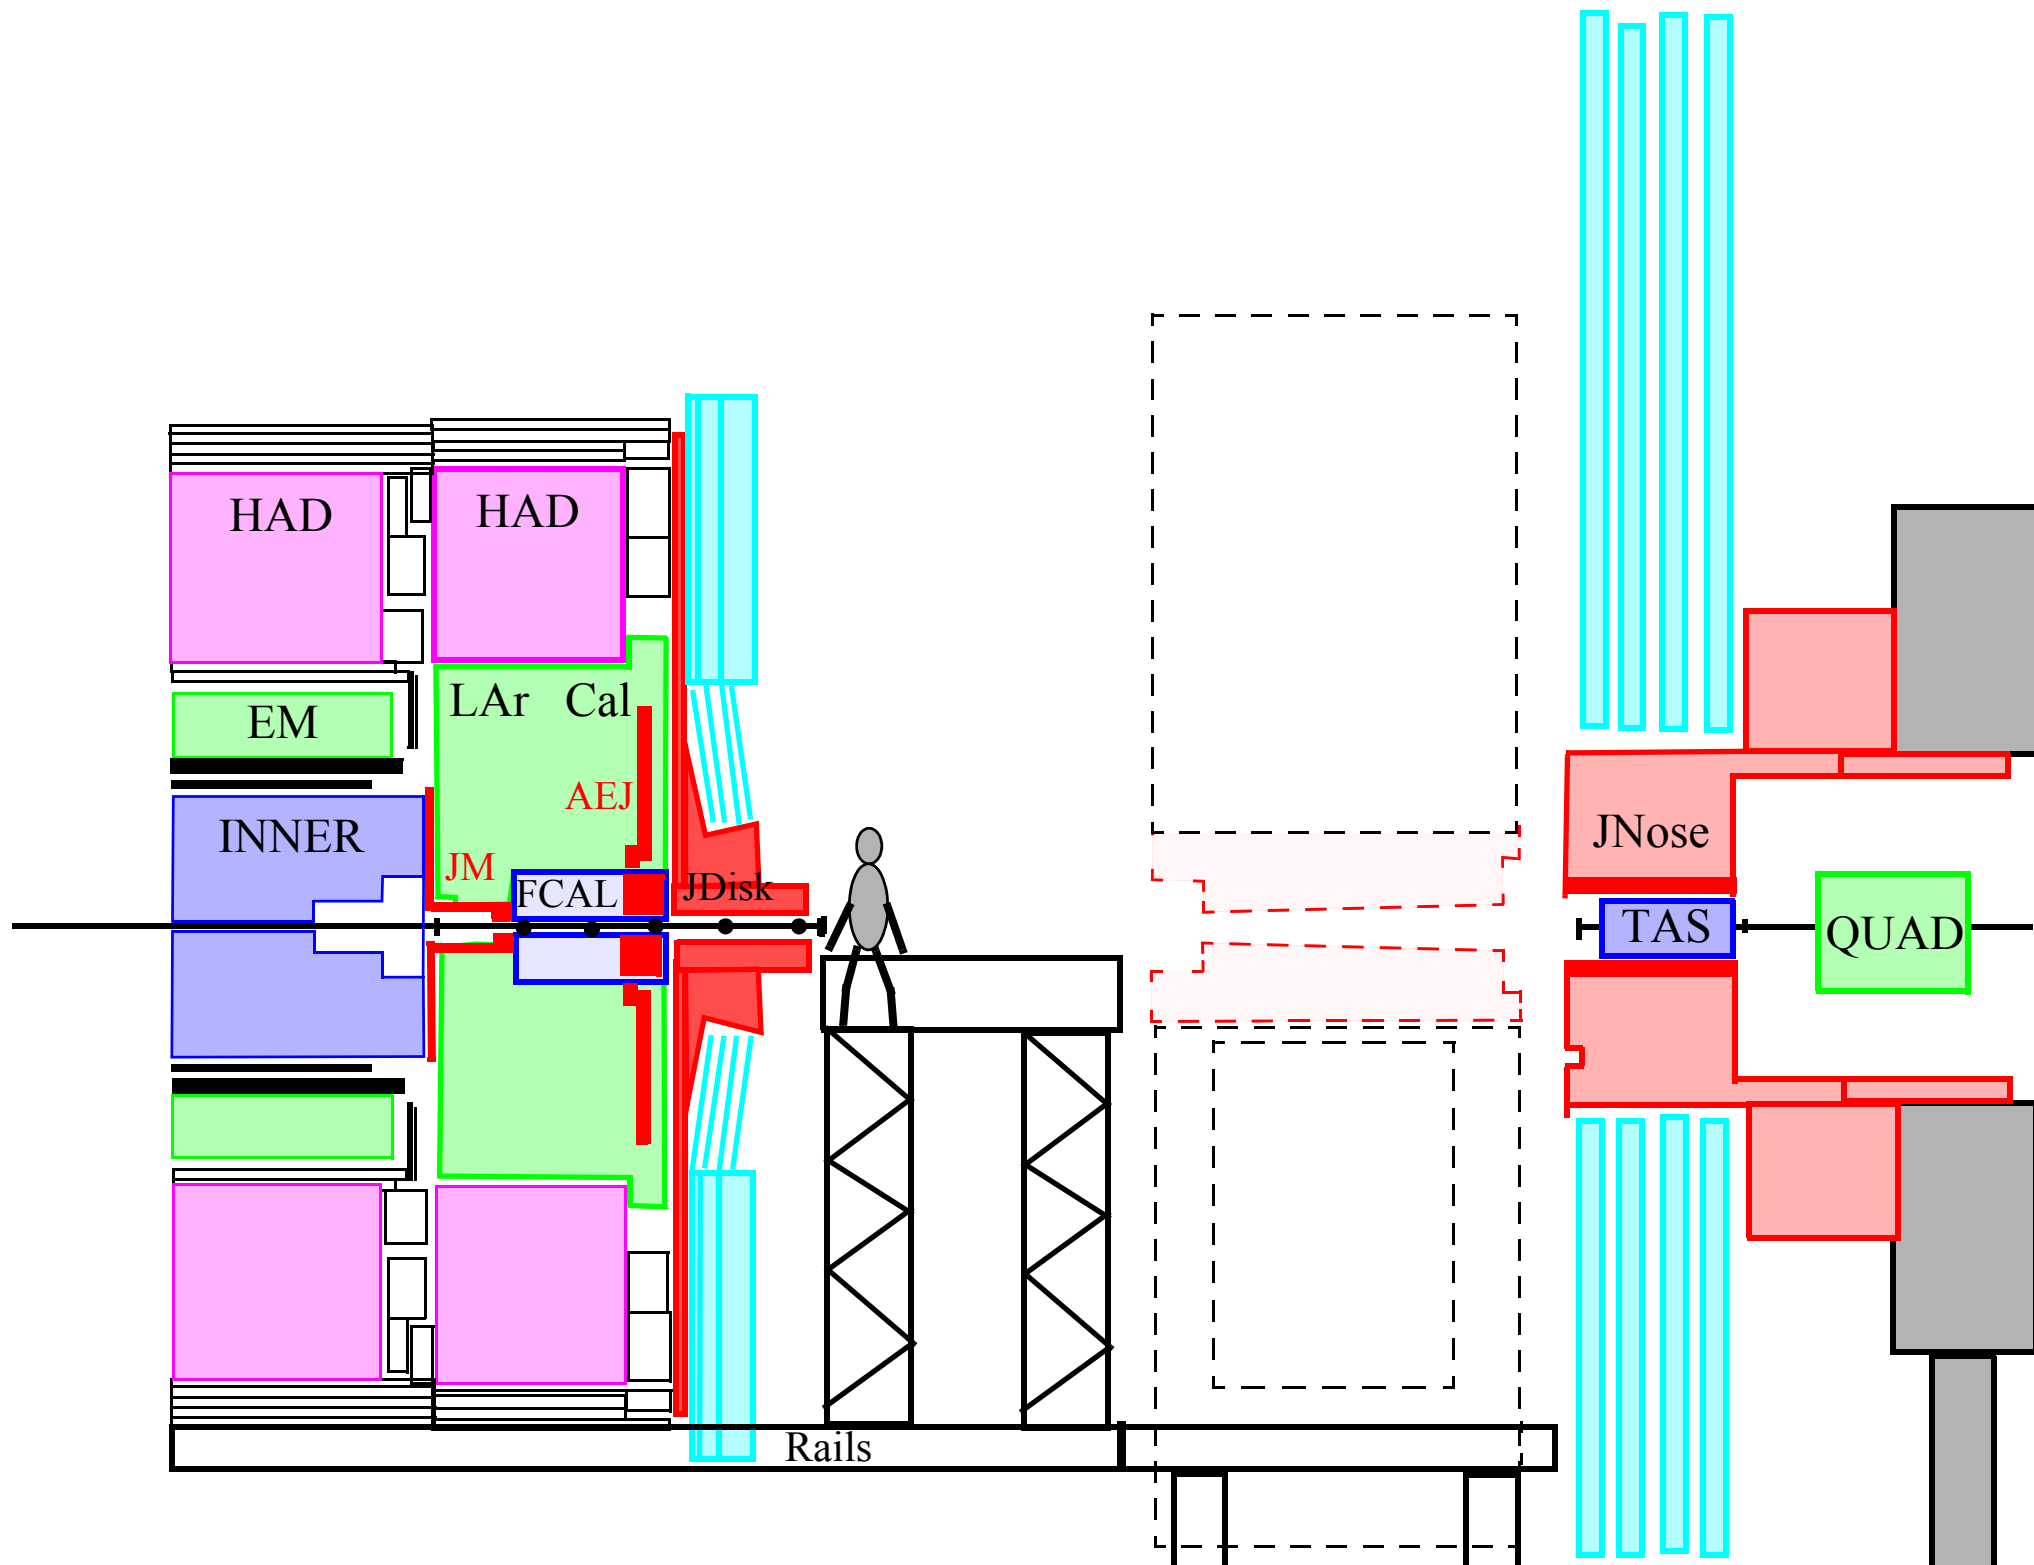 HAD
HAD
LAr Cal
EM
AEJ
INNER
JNose
JM
FCAL
JDisk
TAS
QUAD
Rails